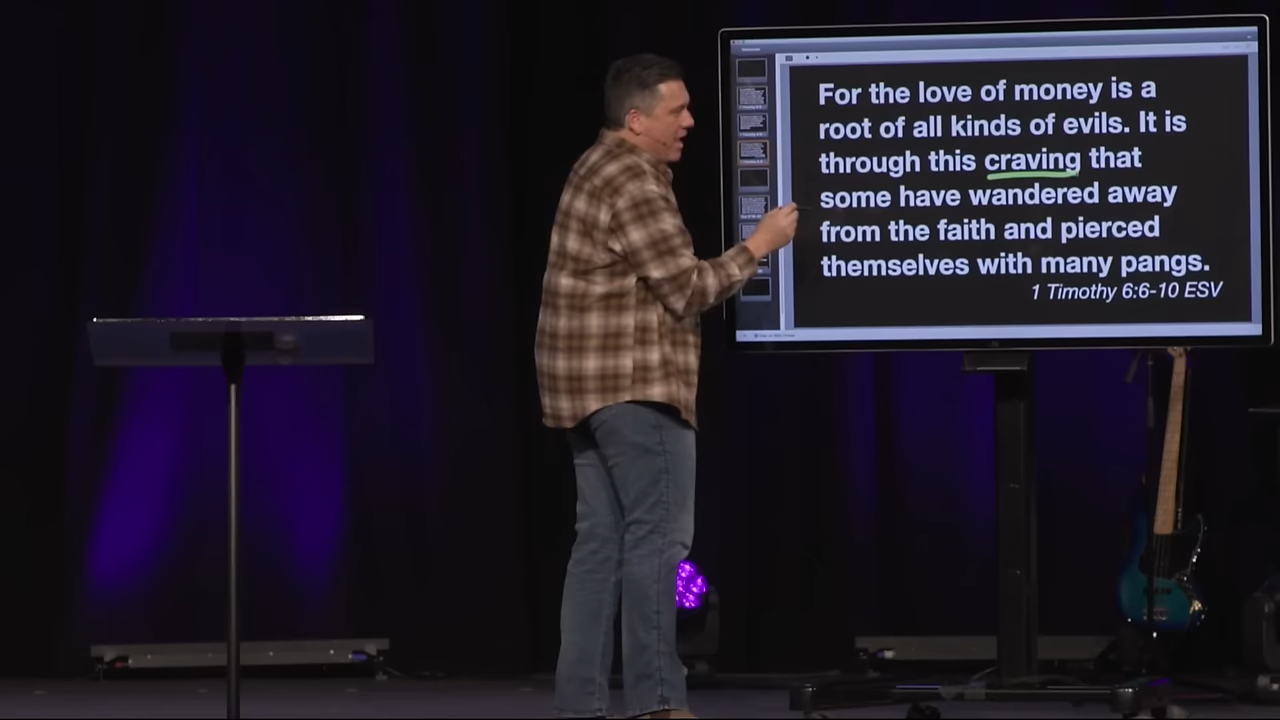 For the love of money is a
root of all kinds of evils. It is
through this craving that
some have wandered away
from the faith and pierced
themselves with many pangs.
1 Timothy 6:6-10 ESV